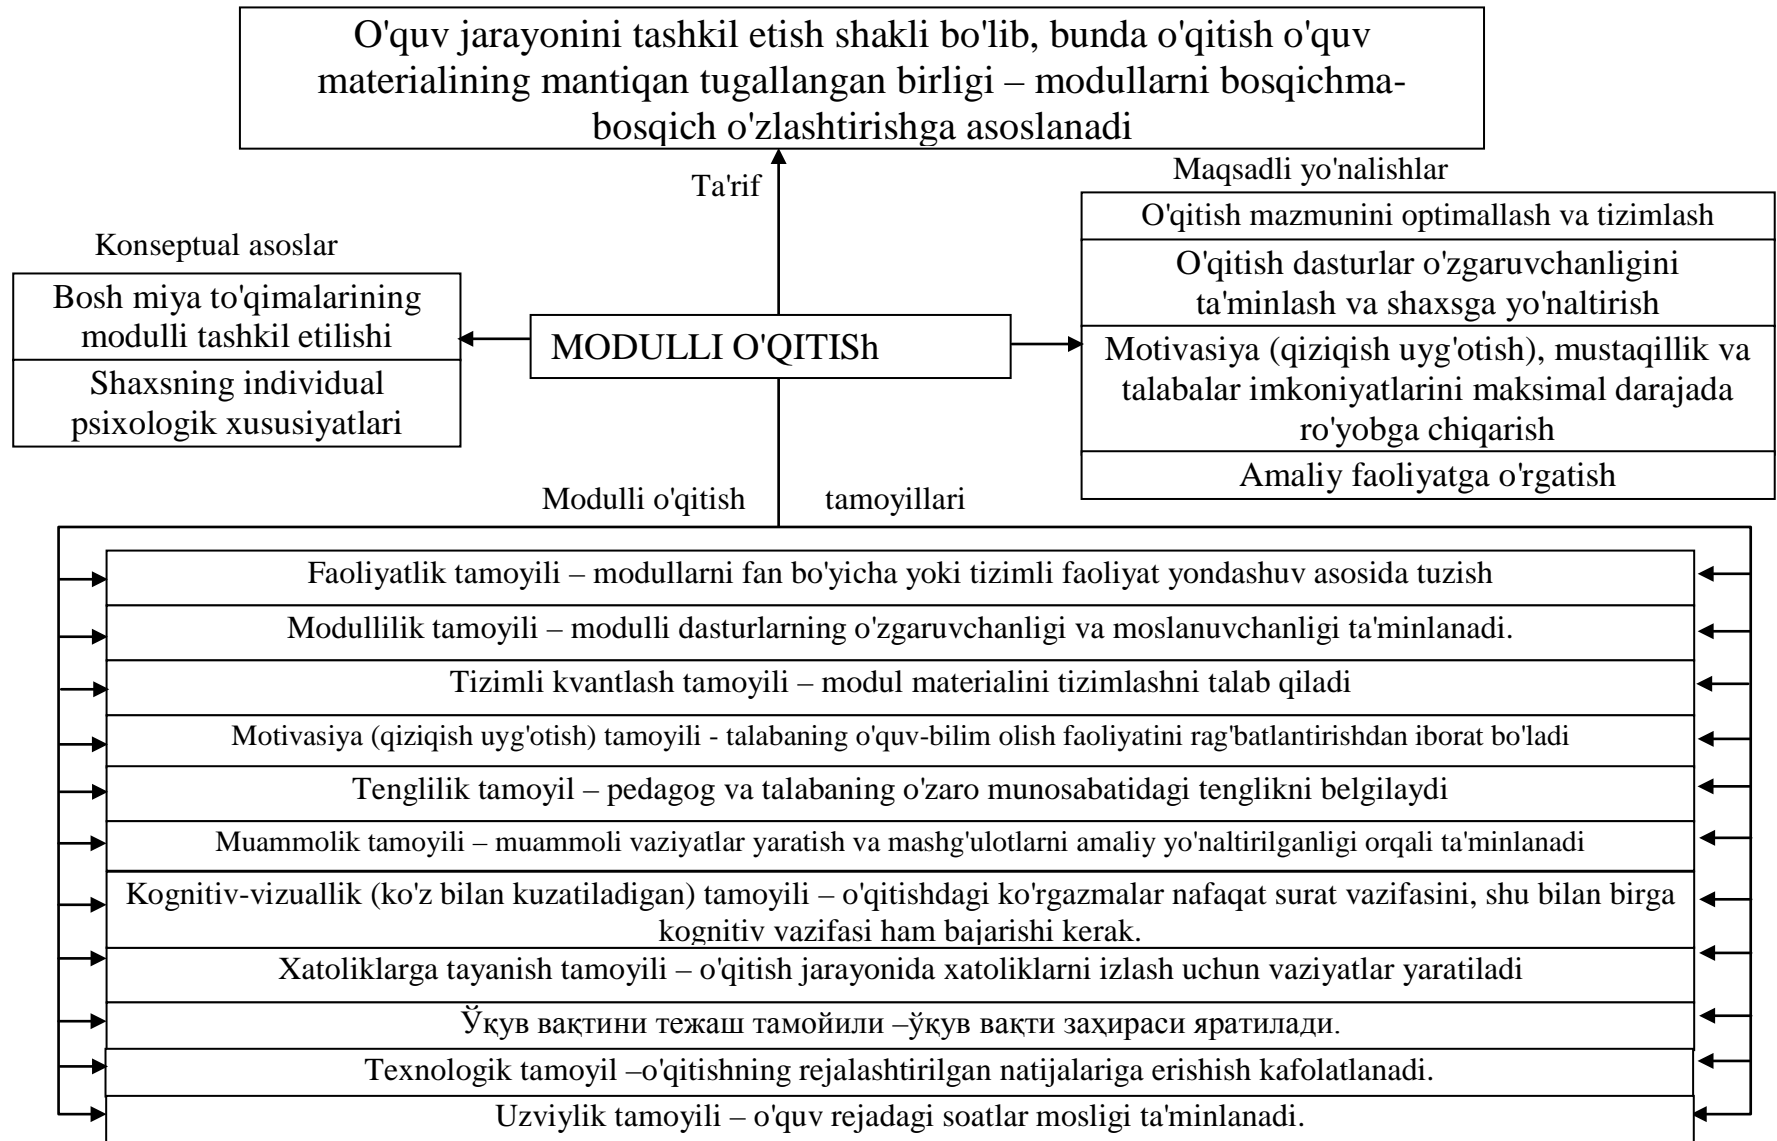 O'quv jarayonini tashkil etish shakli bo'lib, bunda o'qitish o'quv
materialining mantiqan tugallangan birligi – modullarni bosqichma-
bosqich o'zlashtirishga asoslanadi
Ta'rif
Maqsadli yo'nalishlar
O'qitish mazmunini optimallash va tizimlash
O'qitish dasturlar o'zgaruvchanligini
ta'minlash va shaxsga yo'naltirish
Motivasiya (qiziqish uyg'otish), mustaqillik va
talabalar imkoniyatlarini maksimal darajada
ro'yobga chiqarish
Amaliy faoliyatga o'rgatish
Konseptual asoslar
Bosh miya to'qimalarining
modulli tashkil etilishi
Shaxsning individual
psixologik xususiyatlari
MODULLI O'QITISh
Modulli o'qitish tamoyillari
Faoliyatlik tamoyili – modullarni fan bo'yicha yoki tizimli faoliyat yondashuv asosida tuzish
Modullilik tamoyili – modulli dasturlarning o'zgaruvchanligi va moslanuvchanligi ta'minlanadi.
Tizimli kvantlash tamoyili – modul materialini tizimlashni talab qiladi
Motivasiya (qiziqish uyg'otish) tamoyili - talabaning o'quv-bilim olish faoliyatini rag'batlantirishdan iborat bo'ladi
Tenglilik tamoyil – pedagog va talabaning o'zaro munosabatidagi tenglikni belgilaydi
Muammolik tamoyili – muammoli vaziyatlar yaratish va mashg'ulotlarni amaliy yo'naltirilganligi orqali ta'minlanadi
Kognitiv-vizuallik (ko'z bilan kuzatiladigan) tamoyili – o'qitishdagi ko'rgazmalar nafaqat surat vazifasini, shu bilan birga
kognitiv vazifasi ham bajarishi kerak.
Xatoliklarga tayanish tamoyili – o'qitish jarayonida xatoliklarni izlash uchun vaziyatlar yaratiladi
Ўқув вақтини тежаш тамойили –ўқув вақти заҳираси яратилади.
Texnologik tamoyil –o'qitishning rejalashtirilgan natijalariga erishish kafolatlanadi.
Uzviylik tamoyili – o'quv rejadagi soatlar mosligi ta'minlanadi.